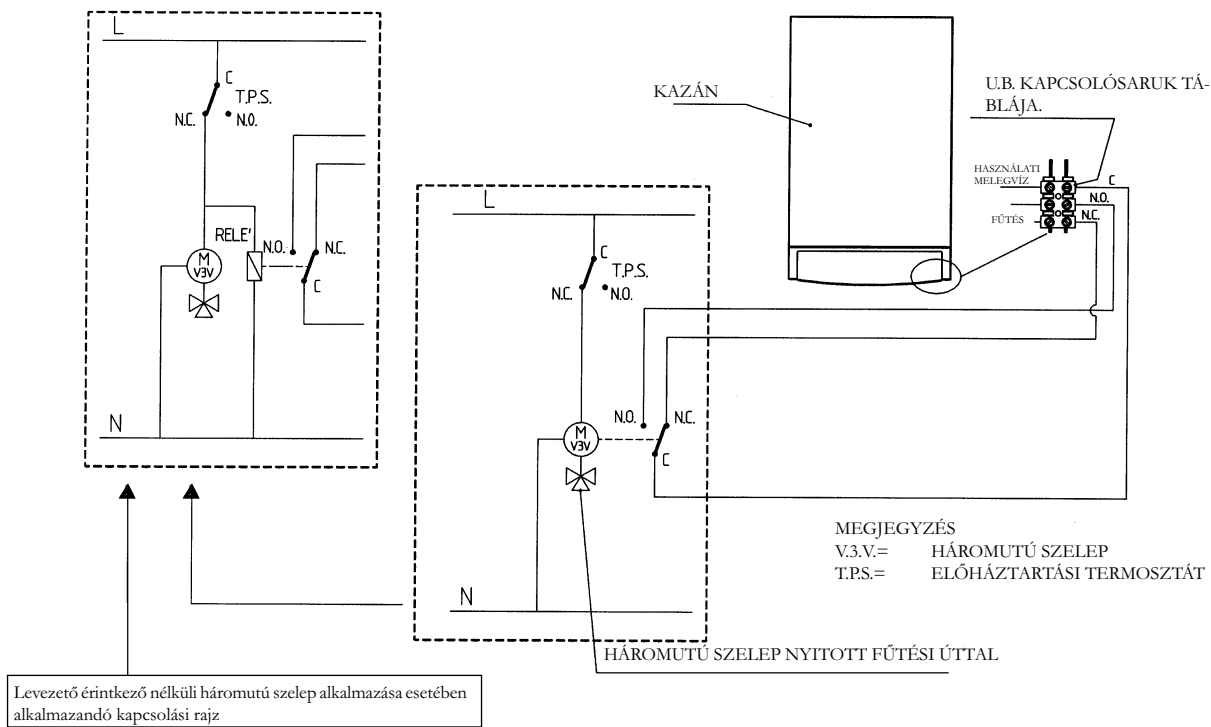 L
C
T.P.S.
N.C.
N.O.
RELE'
M
V3V
N.O.
N.C.
C
N
L
C
T.P.S.
N.C.
N.O.
N.O.
N.C.
M
V3V
C
N
KAZÁN
U.B. KAPCSOLÓSARUK TÁ-
BLÁJA.
HASZNÁLATI
MELEGVÍZ
C
N.O.
FŰTÉS
N.C.
MEGJEGYZÉS
V.3.V.= HÁROMUTÚ SZELEP
T.P.S.= ELŐHÁZTARTÁSI TERMOSZTÁT
HÁROMUTÚ SZELEP NYITOTT FŰTÉSI ÚTTAL
Levezető érintkező nélküli háromutú szelep alkalmazása esetében
alkalmazandó kapcsolási rajz